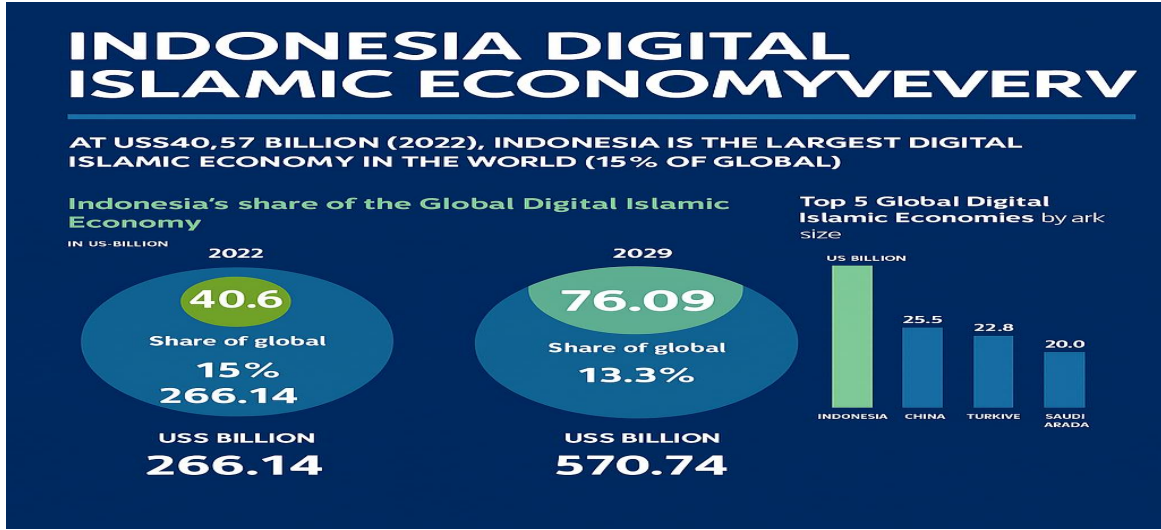 INDONESIA DIGITAL
ISLAMIC ECONOMYVEVERV
AT USS40,57 BILLION (2022), INDONESIA IS THE LARGEST DIGITAL
ISLAMIC ECONOMY IN THE WORLD (15% OF GLOBAL)
Indonesia's share of the Global Digital Islamic
Economy
IN US-BILLION
2022
40.6
Share of global
15%
266.14
USS BILLION
266.14
2029
76.09
Share of global
13.3%
USS BILLION
570.74
Top 5 Global Digital
Islamic Economies by ark
size
US BILLION
25.5
22.8
20.0
INDONESIA
CHINA
TURKIVE
SAUDI
ARADA